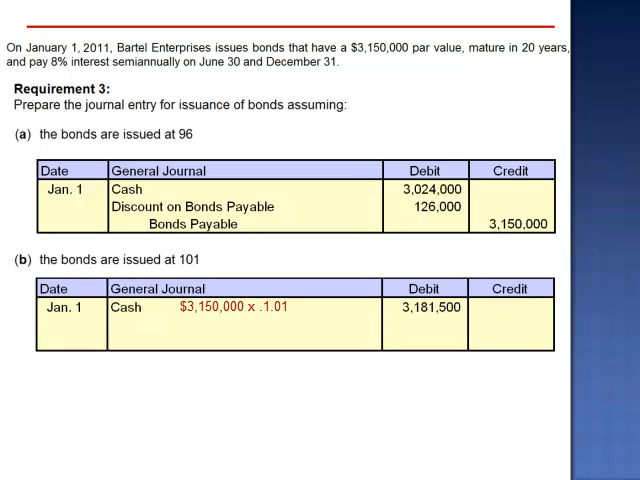 On January 1, 2011, Bartel Enterprises issues bonds that have a $3,150,000 par value, mature in 20 years,
and pay 8% interest semiannually on June 30 and December 31.
Requirement 3:
Prepare the journal entry for issuance of bonds assuming:
(a) the bonds are issued at 96
Date General Journal Debit Credit
Jan. 1 Cash 3,024,000
Discount on Bonds Payable 126,000
Bonds Payable 3,150,000
(b) the bonds are issued at 101
Date General Journal Debit Credit
Jan. 1 Cash $3,150,000 x .1.01 3,181,500